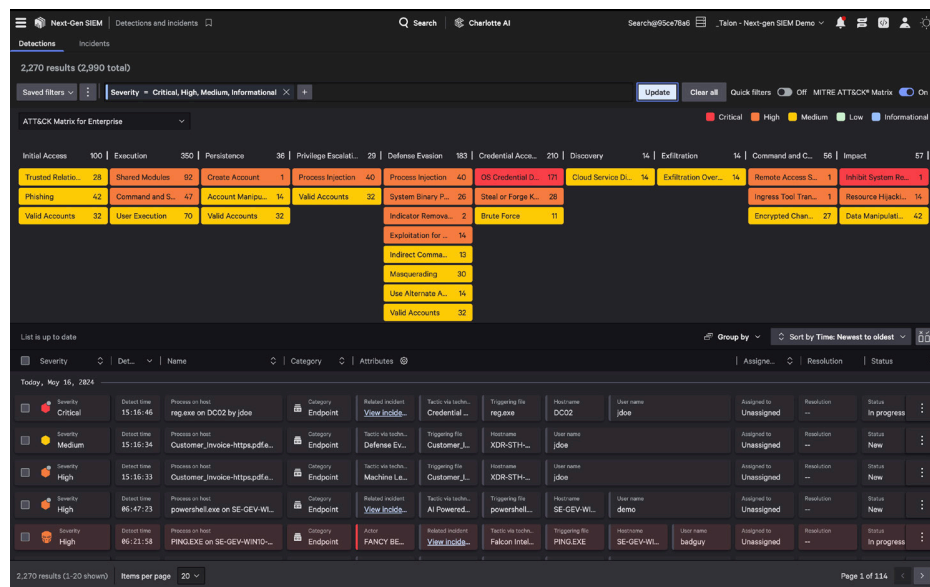 Next-Gen SIEM Detections and incidents Search Charlotte AI Search@95ce78a6 _Talon - Next-gen SIEM Demo
Detections Incidents
2,270 results (2,990 total)
Saved filters Severity = Critical, High, Medium, Informational Update Clear all Quick filters Off MITRE ATT&CK® Matrix On
ATT&CK Matrix for Enterprise Critical High Medium Low Informational
Initial Access 100 Execution 350 Persistence 36 Privilege Escalati... 29 Defense Evasion 183 Credential Acce... 210 Discovery 14 Exfiltration 14 Command and C... 56 Impact 57
Trusted Relatio... 28 Shared Modules 92 Create Account 1 Process Injection 40 Process Injection 40 OS Credential D... 171 Cloud Service Di... 14 Exfiltration Over... 14 Remote Access S... 1 Inhibit System Re... 1
Phishing 42 Command and S... 47 Account Manipu... 14 Valid Accounts 32 System Binary P... 26 Steal or Forge K... 28 Ingress Tool Tran... 1 Resource Hijacki... 14
Valid Accounts 32 User Execution 70 Valid Accounts 32 Indicator Remova... 2 Brute Force 11 Encrypted Chan... 27 Data Manipulati... 42
Exploitation for ... 14
Indirect Comma... 13
Masquerading 30
Use Alternate A... 14
Valid Accounts 32
List is up to date Group by Sort by Time: Newest to oldest
Severity Det... Name Category Attributes Assigne... Resolution Status
Today, May 16, 2024
Severity Detect time Process on host Category Related incident Tactic via techn... Triggering file Hostname User name Assigned to Resolution Status
Critical 15:16:46 reg.exe on DC02 by jdoe Endpoint View incide... Credential ... reg.exe DC02 jdoe Unassigned -- In progress
Severity Detect time Process on host Category Tactic via techn... Triggering file Hostname User name Assigned to Resolution Status
Medium 15:16:34 Customer_Invoice-https.pdf.e... Endpoint Defense Ev... Customer_I... XDR-STH-... jdoe Unassigned -- New
Severity Detect time Process on host Category Tactic via techn... Triggering file Hostname User name Assigned to Resolution Status
High 15:16:33 Customer_Invoice-https.pdf.e... Endpoint Machine Le... Customer_I... XDR-STH-... jdoe Unassigned -- New
Severity Detect time Process on host Category Related incident Tactic via techn... Triggering file Hostname User name Assigned to Resolution Status
High 06:47:23 powershell.exe on SE-GEV-WI... Endpoint View incide... AI Powered... powershell... SE-GEV-WI... demo Unassigned -- New
Severity Detect time Process on host Category Actor Related incident Tactic via techn... Triggering file Hostname User name Assigned to Resolution Status
High 06:21:58 PING.EXE on SE-GEV-WIN10-... Endpoint FANCY BE... View incide... Falcon Intel... PING.EXE SE-GEV-WI... badguy Unassigned -- In progress
2,270 results (1-20 shown) Items per page 20 Page 1 of 114